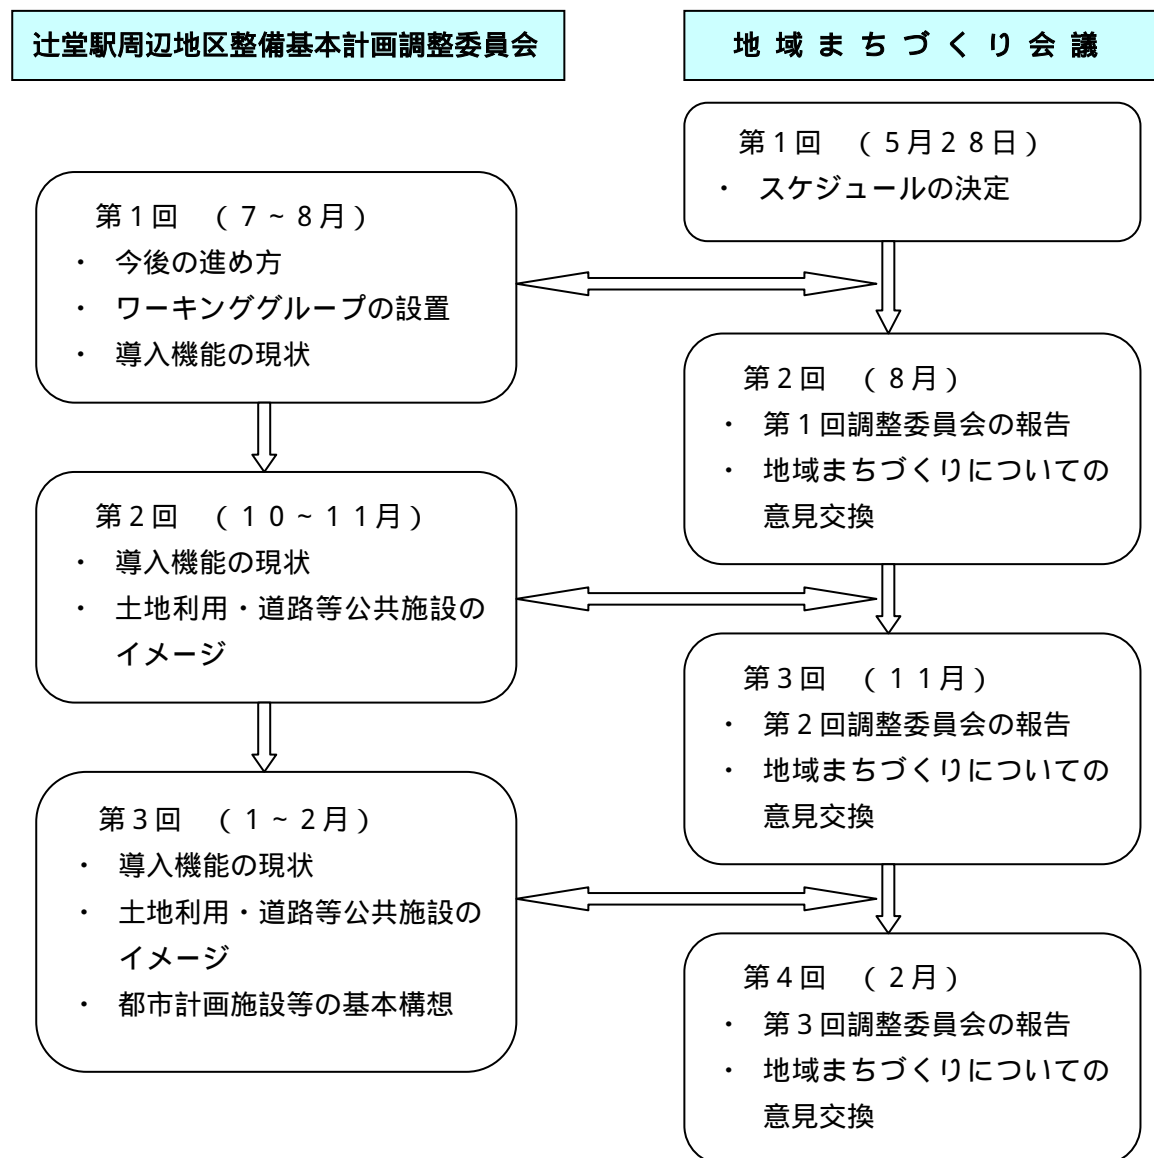 辻堂駅周辺地区整備基本計画調整委員会
第1回 (7~8月)
・ 今後の進め方
・ ワーキンググループの設置
・ 導入機能の現状
第2回 (10~11月)
・ 導入機能の現状
・ 土地利用・道路等公共施設の
イメージ
第3回 (1~2月)
・ 導入機能の現状
・ 土地利用・道路等公共施設の
イメージ
・ 都市計画施設等の基本構想
地域まちづくり会議
第1回 (5月28日)
・ スケジュールの決定
第2回 (8月)
・ 第1回調整委員会の報告
・ 地域まちづくりについての
意見交換
第3回 (11月)
・ 第2回調整委員会の報告
・ 地域まちづくりについての
意見交換
第4回 (2月)
・ 第3回調整委員会の報告
・ 地域まちづくりについての
意見交換